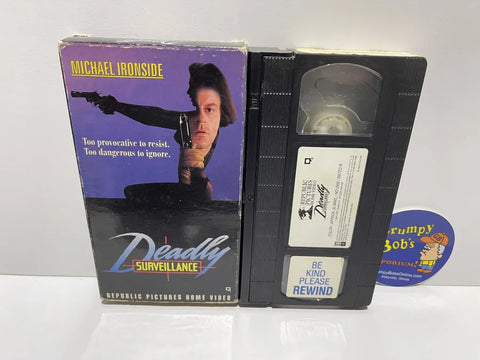 MICHAEL IRONSIDE
Too provocative to resist.
Too dangerous to ignore.
Deadly
SURVEILLANCE
REPUBLIC PICTURES HOME VIDEO
REPUBLIC
PICTURES
HOME VIDEO
Deadly
BE
KIND
PLEASE
REWIND
Grumpy
Bob's
EMPORIUM!